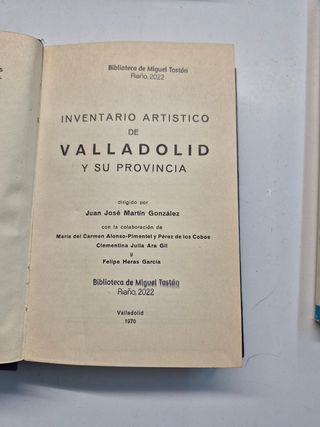 Biblioteca de Miguel Tostón
Riaño, 2022
INVENTARIO ARTISTICO
DE
VALLADOLID
Y SU PROVINCIA
dirigido por
Juan José Martín González
con la colaboración de
María del Carmen Alonso-Pimentel y Pérez de los Cobos
Clementina Julia Ara Gil
y
Felipe Heras García
Biblioteca de Miguel Tostón
Riaño, 2022
Valladolid
1970